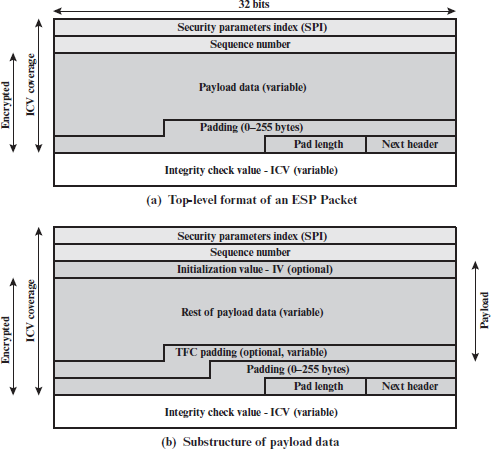 32 bits
Security parameters index (SPI)
Sequence number
Payload data (variable)
Padding (0–255 bytes)
Pad length
Next header
Integrity check value - ICV (variable)
Encrypted
ICV coverage
(a) Top-level format of an ESP Packet
Security parameters index (SPI)
Sequence number
Initialization value - IV (optional)
Rest of payload data (variable)
TFC padding (optional, variable)
Padding (0–255 bytes)
Pad length
Next header
Integrity check value - ICV (variable)
Encrypted
ICV coverage
Payload
(b) Substructure of payload data